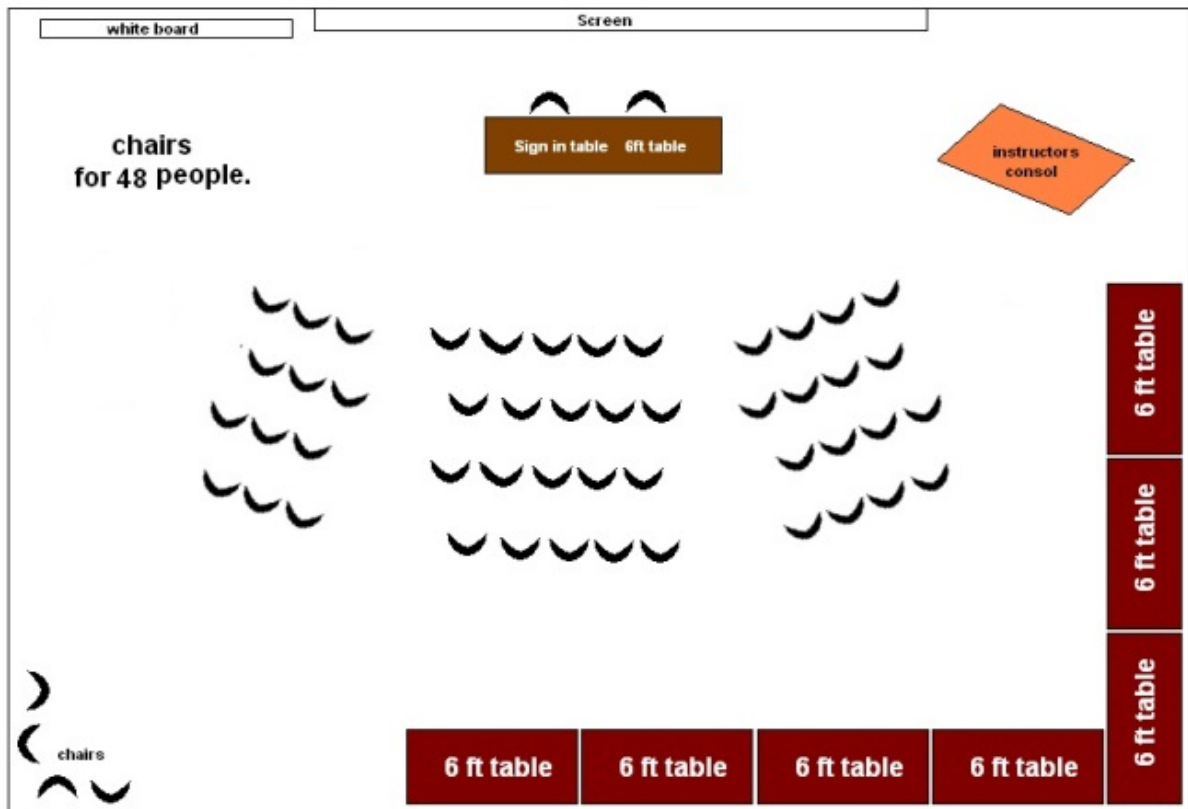 white board
Screen
Sign in table 6ft table
instructors
consol
chairs
for 48 people.
6 ft table
6 ft table
6 ft table
chairs
6 ft table
6 ft table
6 ft table
6 ft table